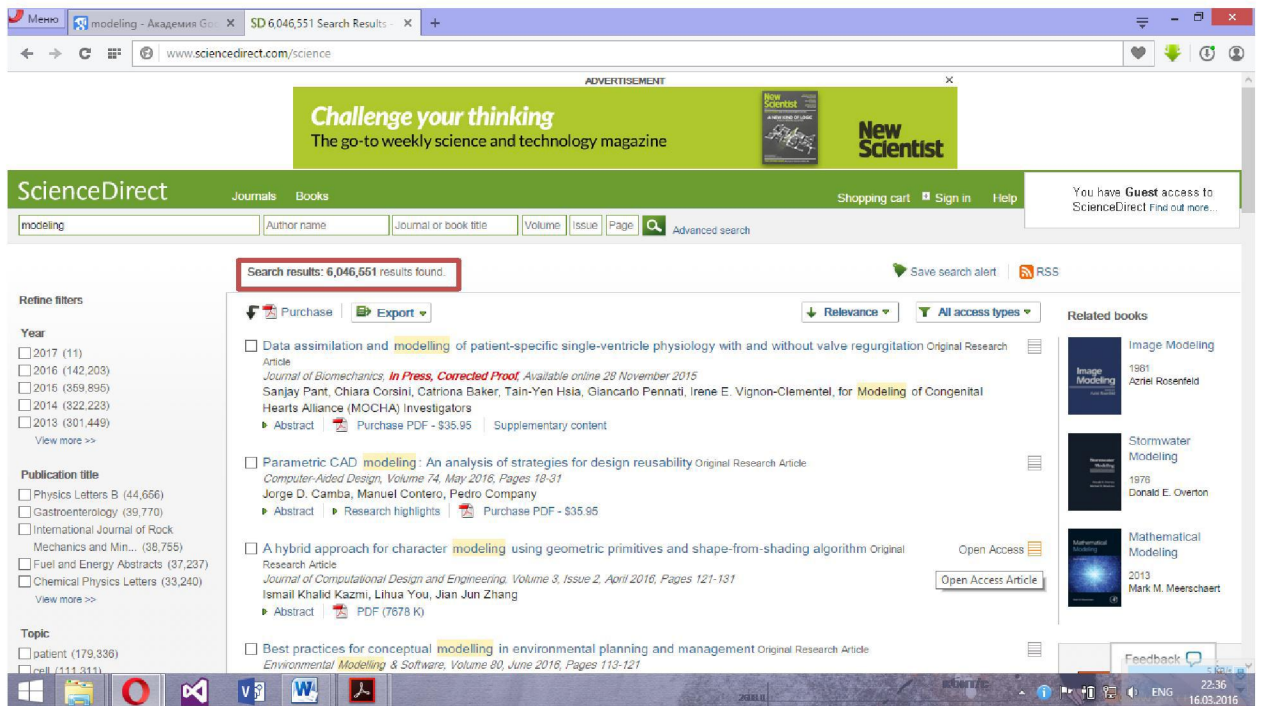 Меню
modeling - Академия Goo
SD 6,046,551 Search Results -
www.sciencedirect.com/science
ADVERTISEMENT
Challenge your thinking
The go-to weekly science and technology magazine
New Scientist
New Scientist
ScienceDirect
Journals Books
Shopping cart Sign in Help
You have Guest access to
ScienceDirect Find out more...
modeling Author name Journal or book title Volume Issue Page Advanced search
Search results: 6,046,551 results found.
Save search alert RSS
Refine filters
Year
2017 (11)
2016 (142,203)
2015 (359,895)
2014 (322,223)
2013 (301,449)
View more >>
Publication title
Physics Letters B (44,656)
Gastroenterology (39,770)
International Journal of Rock
Mechanics and Min... (38,755)
Fuel and Energy Abstracts (37,237)
Chemical Physics Letters (33,240)
View more >>
Topic
patient (179,336)
cell (111,311)
Purchase Export
Relevance All access types
Data assimilation and modelling of patient-specific single-ventricle physiology with and without valve regurgitation Original Research
Article
Journal of Biomechanics, In Press, Corrected Proof, Available online 28 November 2015
Sanjay Pant, Chiara Corsini, Catriona Baker, Tain-Yen Hsia, Giancarlo Pennati, Irene E. Vignon-Clementel, for Modeling of Congenital
Hearts Alliance (MOCHA) Investigators
Abstract Purchase PDF - $35.95 Supplementary content
Parametric CAD modeling: An analysis of strategies for design reusability Original Research Article
Computer-Aided Design, Volume 74, May 2016, Pages 18-31
Jorge D. Camba, Manuel Contero, Pedro Company
Abstract Research highlights Purchase PDF - $35.95
A hybrid approach for character modeling using geometric primitives and shape-from-shading algorithm Original
Research Article
Open Access
Journal of Computational Design and Engineering, Volume 3, Issue 2, April 2016, Pages 121-131
Open Access Article
Ismail Khalid Kazmi, Lihua You, Jian Jun Zhang
Abstract PDF (7678 K)
Best practices for conceptual modelling in environmental planning and management Original Research Article
Environmental Modelling & Software, Volume 80, June 2016, Pages 113-121
Related books
Image Modeling
Image Modeling
1981
Azriel Rosenfeld
Stormwater
Modeling
1976
Donald E. Overton
Mathematical
Modeling
2013
Mark M. Meerschaert
Feedback
ENG
22:36
16.03.2016